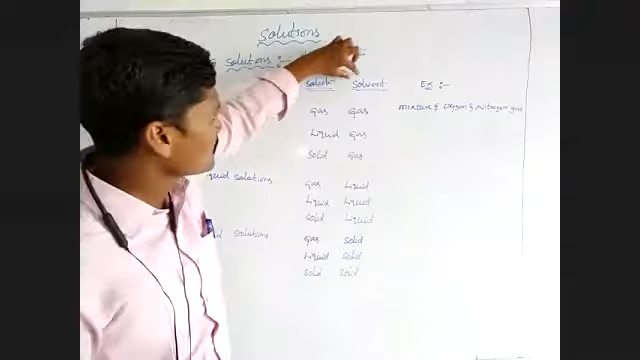 Solutions
solutions :-
Solute Solvent Ex :-
Gas Gas mixture of oxygen & nitrogen gas
Liquid Gas
Solid Gas
quid solutions Gas Liquid
Liquid Liquid
Solid Liquid
d Solutions Gas Solid
Liquid Solid
Solid Solid